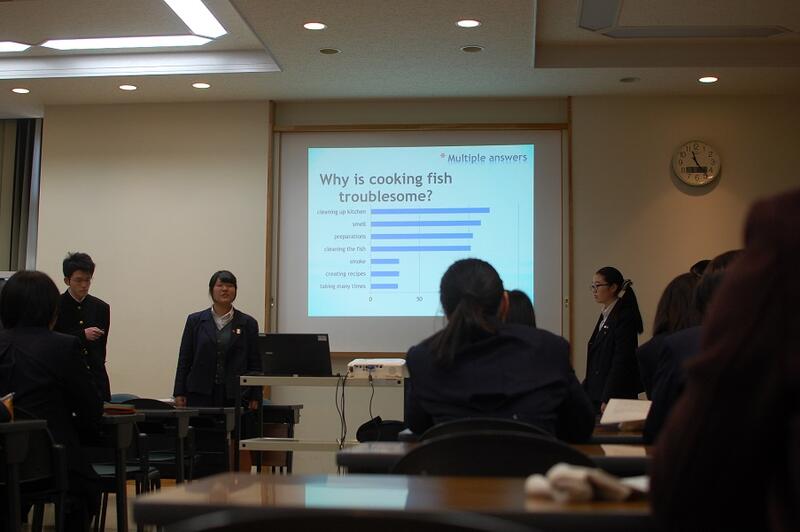 * Multiple answers
Why is cooking fish
troublesome?
cleaning up kitchen
smell
preparations
cleaning the fish
smoke
creating recipes
taking many times
0 50